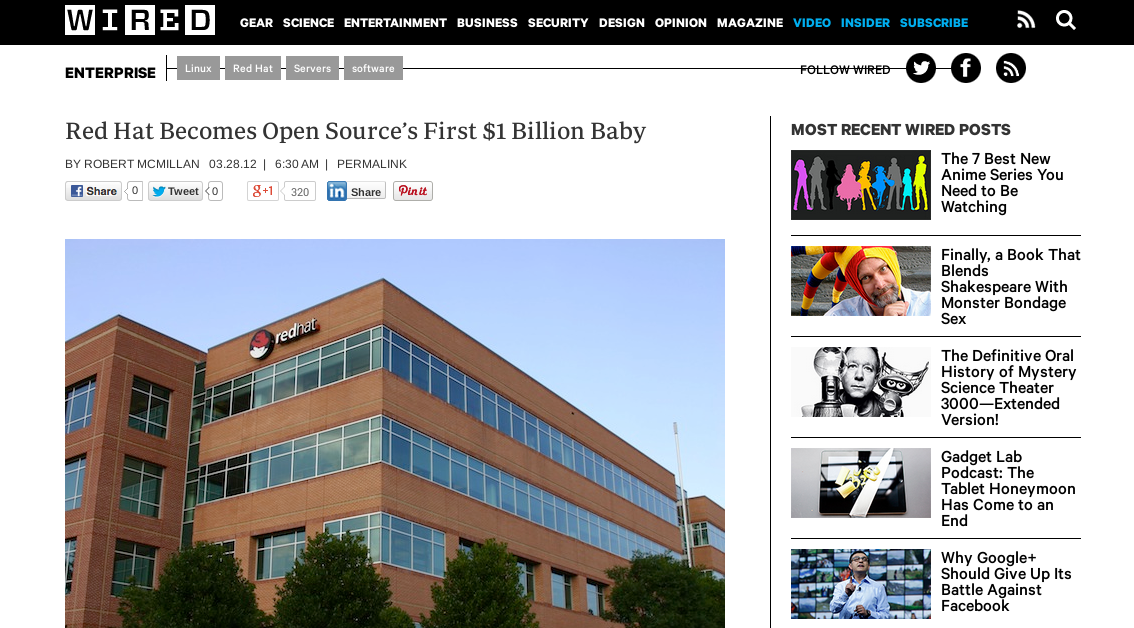 WIRED
GEAR SCIENCE ENTERTAINMENT BUSINESS SECURITY DESIGN OPINION MAGAZINE VIDEO INSIDER SUBSCRIBE
ENTERPRISE
Linux Red Hat Servers software
FOLLOW WIRED
Red Hat Becomes Open Source’s First $1 Billion Baby
BY ROBERT MCMILLAN 03.28.12 | 6:30 AM | PERMALINK
Share 0 Tweet 0 g+1 320 in Share Pinit
redhat
MOST RECENT WIRED POSTS
The 7 Best New
Anime Series You
Need to Be
Watching
Finally, a Book That
Blends
Shakespeare With
Monster Bondage
Sex
The Definitive Oral
History of Mystery
Science Theater
3000—Extended
Version!
Gadget Lab
Podcast: The
Tablet Honeymoon
Has Come to an
End
Why Google+
Should Give Up Its
Battle Against
Facebook